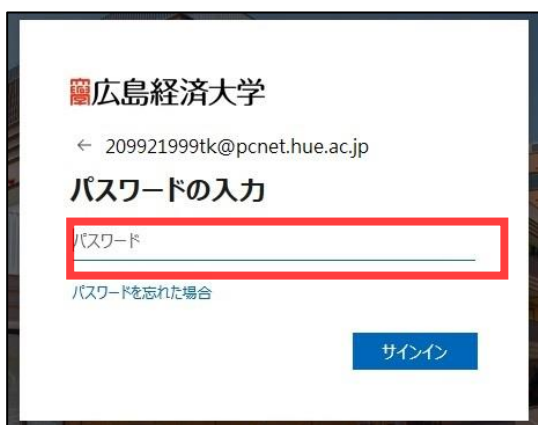 広島経済大学
← 209921999tk@pcnet.hue.ac.jp
パスワードの入力
パスワード
パスワードを忘れた場合
サインイン